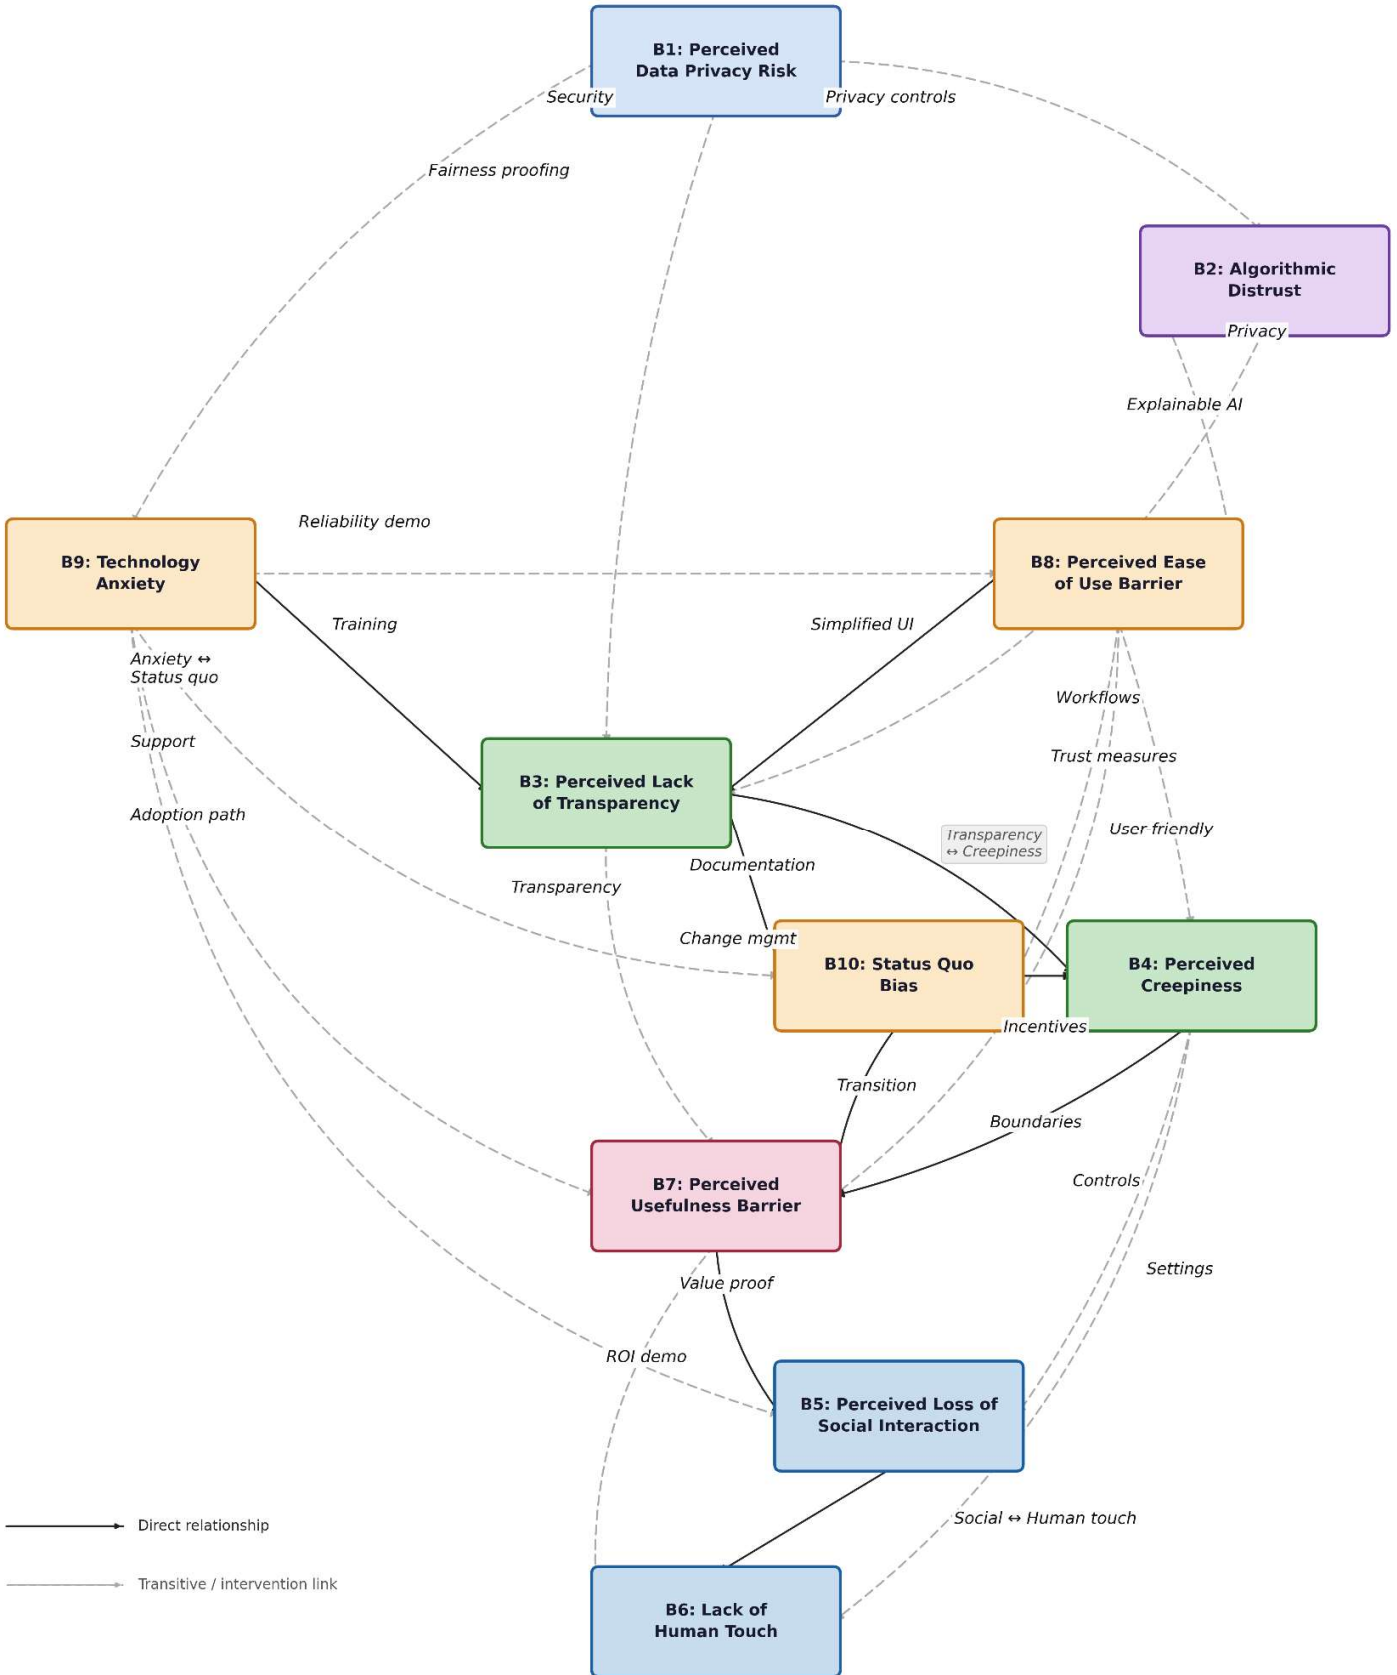 B1: Perceived
Data Privacy Risk
Security
Privacy controls
Fairness proofing
B2: Algorithmic
Distrust
Privacy
Explainable AI
Reliability demo
B9: Technology
Anxiety
B8: Perceived Ease
of Use Barrier
Training
Simplified UI
Anxiety ↔
Status quo
Workflows
Support
Trust measures
B3: Perceived Lack
of Transparency
Adoption path
User friendly
Transparency
↔ Creepiness
Documentation
Transparency
Change mgmt
B10: Status Quo
Bias
B4: Perceived
Creepiness
Incentives
Transition
Boundaries
B7: Perceived
Usefulness Barrier
Controls
Settings
Value proof
ROI demo
B5: Perceived Loss of
Social Interaction
Direct relationship
Social ↔ Human touch
Transitive / intervention link
B6: Lack of
Human Touch